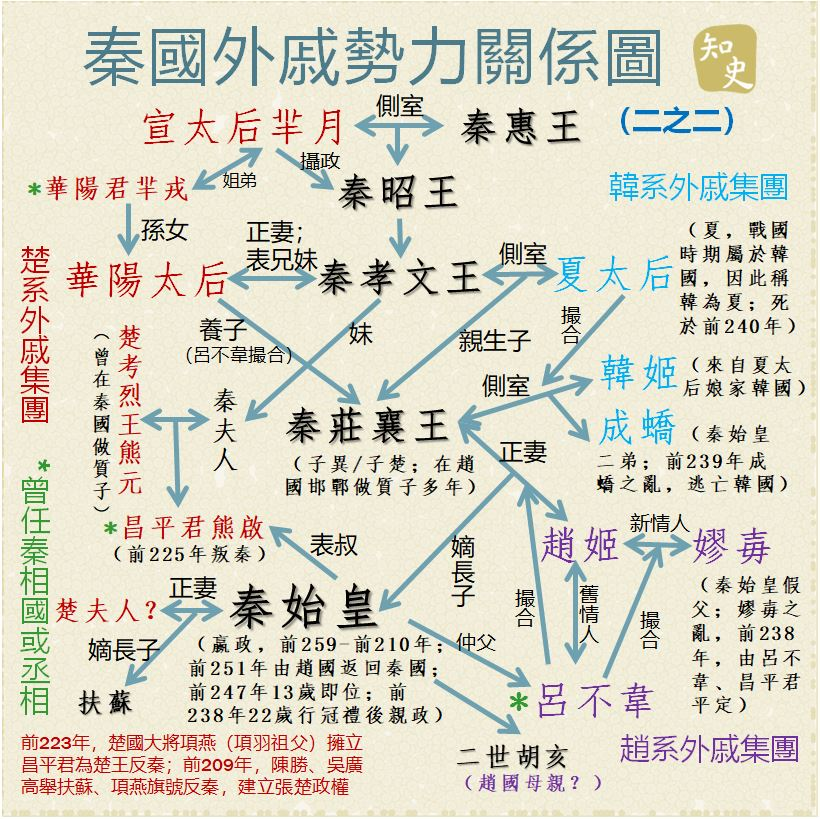 秦國外戚勢力關係圖
知史
宣太后羋月
側室
秦惠王
（二之二）
攝政
姐弟
*華陽君羋戎
秦昭王
韓系外戚集團
孫女
正妻；
表兄妹
華陽太后
秦孝文王
側室
夏太后
（夏，戰國
時期屬於韓
國，因此稱
韓為夏；死
於前240年）
楚系外戚集團
養子
（呂不韋撮合）
妹
親生子
撮合
楚考烈王熊元
（曾在秦國做質子）
秦夫人
側室
韓姬
（來自夏太
后娘家韓國）
秦莊襄王
（子異/子楚；在趙
國邯鄲做質子多年）
成蟜
（秦始皇
二弟；前239年成
蟜之亂，逃亡韓國）
正妻
*曾任秦相國或丞相
*昌平君熊啟
（前225年叛秦）
表叔
嫡長子
趙姬
新情人
嫪毐
楚夫人？
正妻
秦始皇
（嬴政，前259-前210年；
前251年由趙國返回秦國；
前247年13歲即位；前
238年22歲行冠禮後親政）
嫡長子
扶蘇
仲父
撮合
舊情人
撮合
（秦始皇假
父；嫪毐之
亂，前238
年，由呂不
韋、昌平君
平定）
*呂不韋
二世胡亥
（趙國母親？）
趙系外戚集團
前223年，楚國大將項燕（項羽祖父）擁立
昌平君為楚王反秦；前209年，陳勝、吳廣
高舉扶蘇、項燕旗號反秦，建立張楚政權